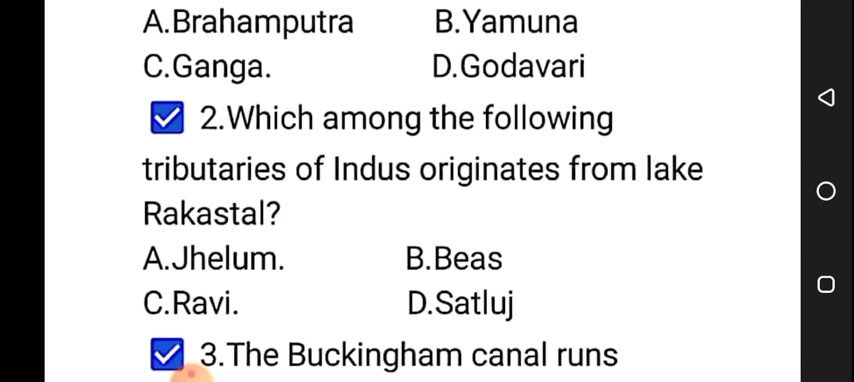 A.Brahamputra B.Yamuna
C.Ganga. D.Godavari
2.Which among the following
tributaries of Indus originates from lake
Rakastal?
A.Jhelum. B.Beas
C.Ravi. D.Satluj
3.The Buckingham canal runs